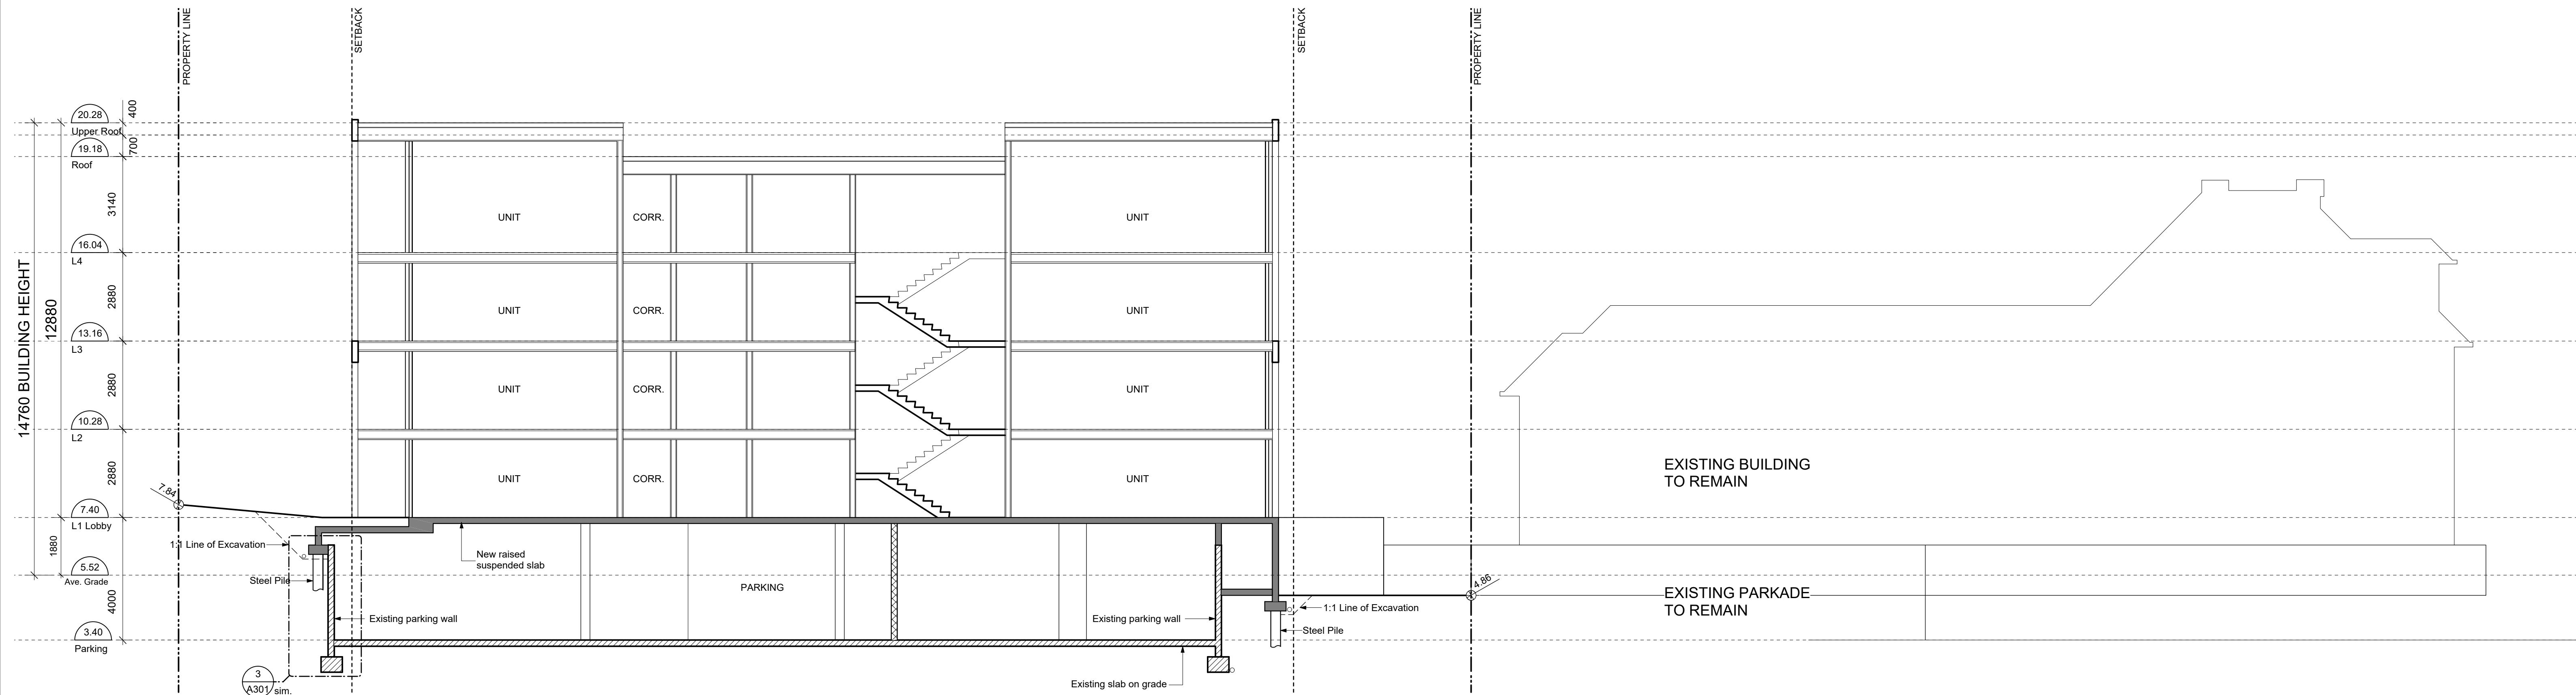 PROPERTY LINE
SETBACK
SETBACK
PROPERTY LINE
20.28
Upper Roof
400
19.18
Roof
700
3140
16.04
L4
2880
13.16
L3
2880
10.28
L2
2880
7.40
L1 Lobby
1880
5.52
Ave. Grade
4000
3.40
Parking
14760 BUILDING HEIGHT
12880
7.84
UNIT
CORR.
UNIT
UNIT
CORR.
UNIT
UNIT
CORR.
UNIT
UNIT
CORR.
UNIT
1:1 Line of Excavation
New raised
suspended slab
Steel Pile
PARKING
Existing parking wall
Existing parking wall
1:1 Line of Excavation
Steel Pile
Existing slab on grade
3
A301
sim.
4.86
EXISTING BUILDING
TO REMAIN
EXISTING PARKADE
TO REMAIN